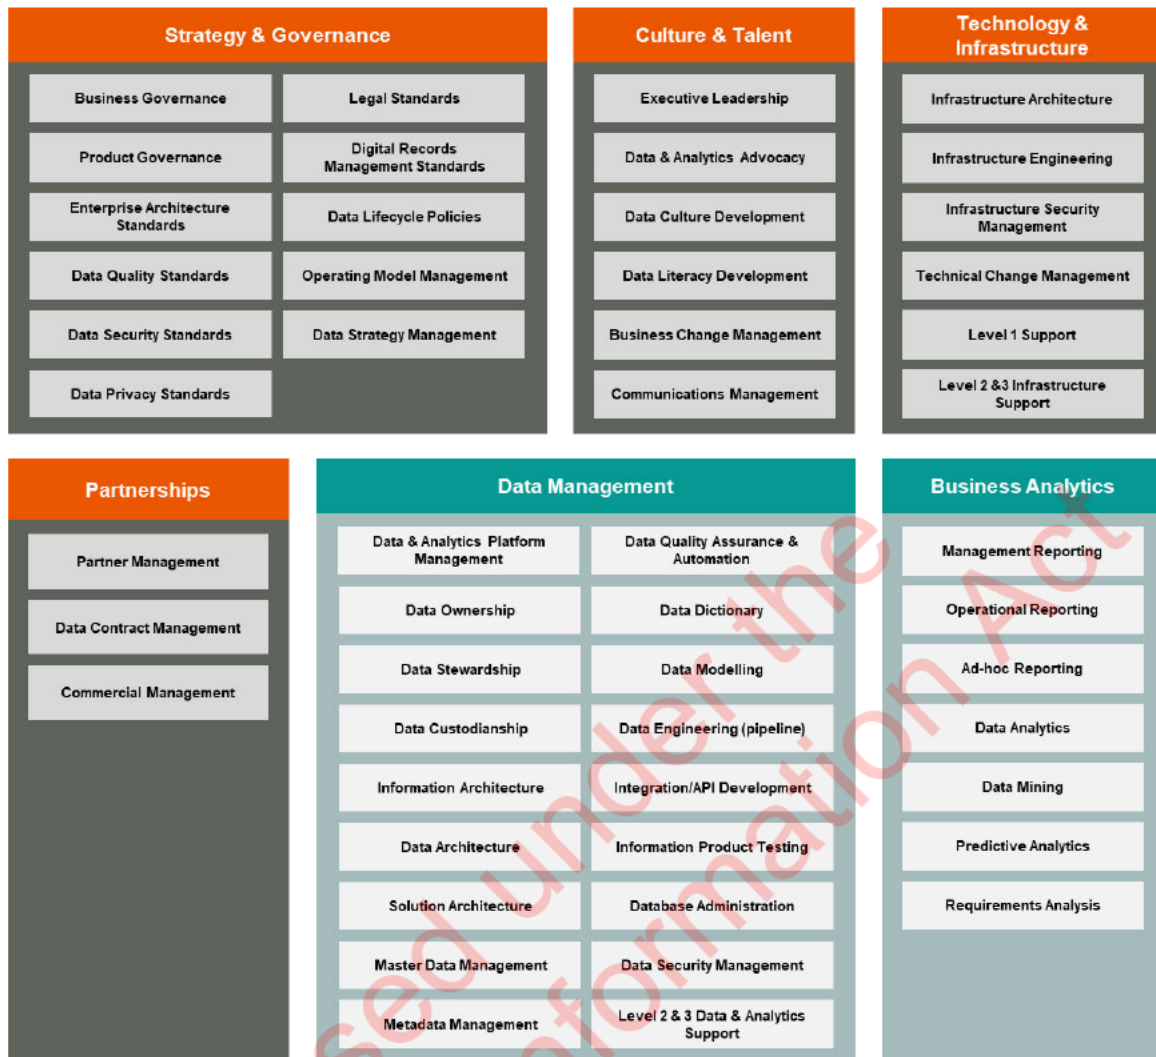 Strategy & Governance
Business Governance
Legal Standards
Product Governance
Digital Records
Management Standards
Enterprise Architecture
Standards
Data Lifecycle Policies
Data Quality Standards
Operating Model Management
Data Security Standards
Data Strategy Management
Data Privacy Standards
Culture & Talent
Executive Leadership
Data & Analytics Advocacy
Data Culture Development
Data Literacy Development
Business Change Management
Communications Management
Technology &
Infrastructure
Infrastructure Architecture
Infrastructure Engineering
Infrastructure Security
Management
Technical Change Management
Level 1 Support
Level 2 &3 Infrastructure
Support
Partnerships
Partner Management
Data Contract Management
Commercial Management
Data Management
Data & Analytics Platform
Management
Data Quality Assurance &
Automation
Data Ownership
Data Dictionary
Data Stewardship
Data Modelling
Data Custodianship
Data Engineering (pipeline)
Information Architecture
Integration/API Development
Data Architecture
Information Product Testing
Solution Architecture
Database Administration
Master Data Management
Data Security Management
Metadata Management
Level 2 & 3 Data & Analytics
Support
Business Analytics
Management Reporting
Operational Reporting
Ad-hoc Reporting
Data Analytics
Data Mining
Predictive Analytics
Requirements Analysis
under the
Act